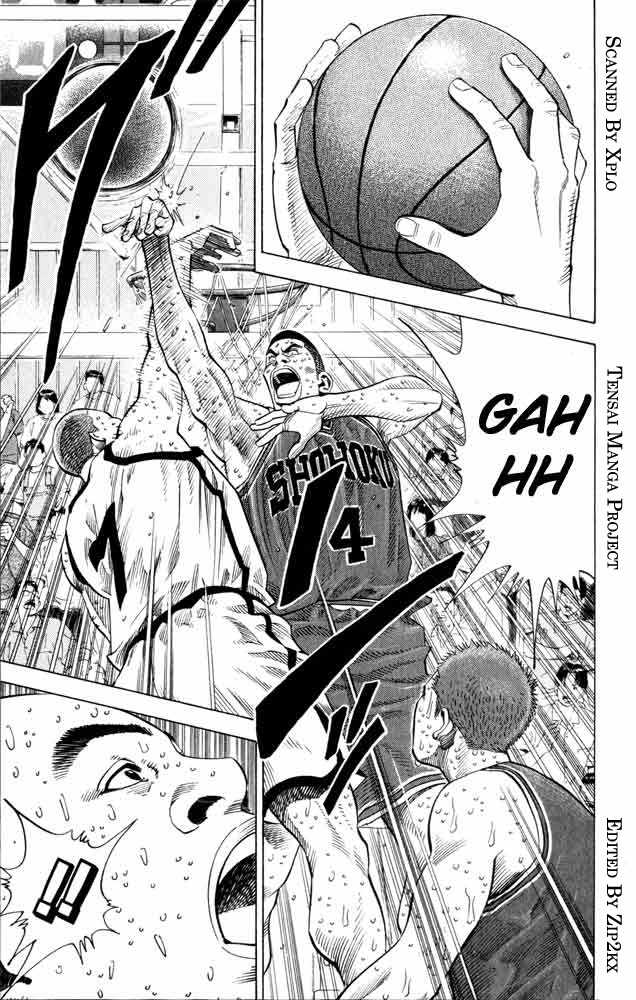 GAH
HH
SHOHOKU
4
!!
SCANNED BY XPLO
TENSAI MANGA PROJECT
EDITED BY ZIP2KX